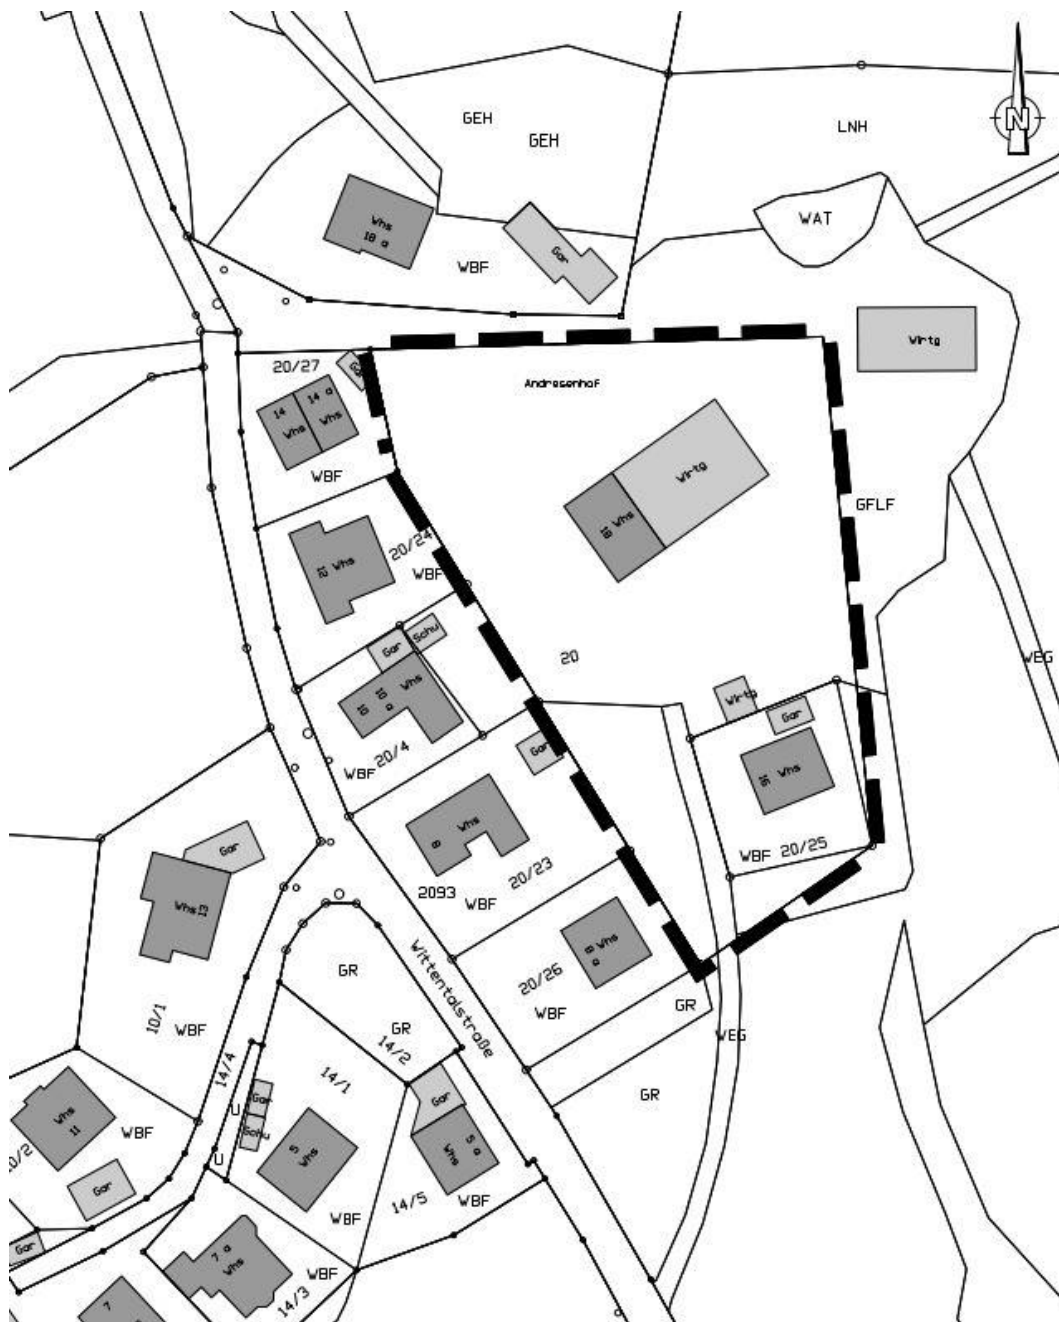 GEH
GEH
LNH
N
WAT
Whs
18 a
Gar
WBF
Wirtg
20/27
Andresenhof
14
Whs
14 a
Whs
WBF
Wirtg
18 Whs
GFLF
20/24
12 Whs
WBF
Schu
Gar
20
WEG
10
10 a
Whs
Wirtg
Gar
WBF
20/4
Gar
16 Whs
8
Whs
WBF 20/25
Gar
20/23
2093
WBF
Whs 13
Wittentalstraße
8 a
Whs
GR
20/26
WBF
GR
GR
10/1
WBF
WEG
14/2
14/4
14/1
GR
Gar
Gar
U
Schu
Whs
11
WBF
5
Whs
5 a
Whs
10/2
U
Gar
WBF
14/5
WBF
Gar
7 a
Whs
WBF
14/3
7